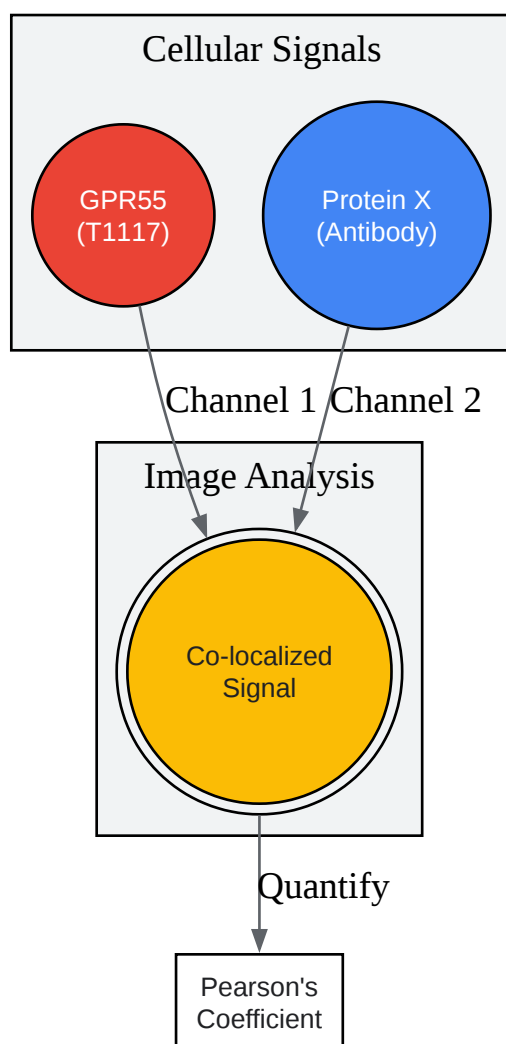 Cellular Signals
GPR55
(T1117)
Protein X
(Antibody)
Channel 1
Channel 2
Image Analysis
Co-localized
Signal
Quantify
Pearson's
Coefficient